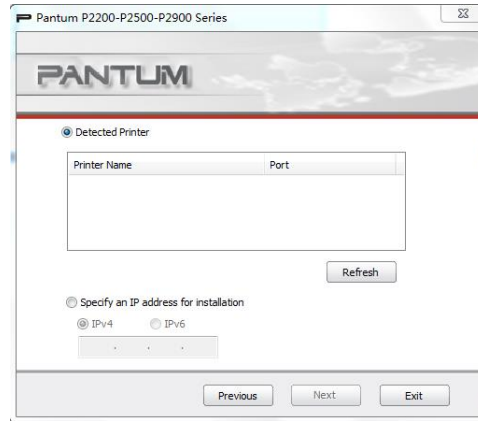 Pantum P2200-P2500-P2900 Series
PANTUM
Detected Printer
Printer Name Port
Refresh
Specify an IP address for installation
IPv4 IPv6
. . .
Previous Next Exit